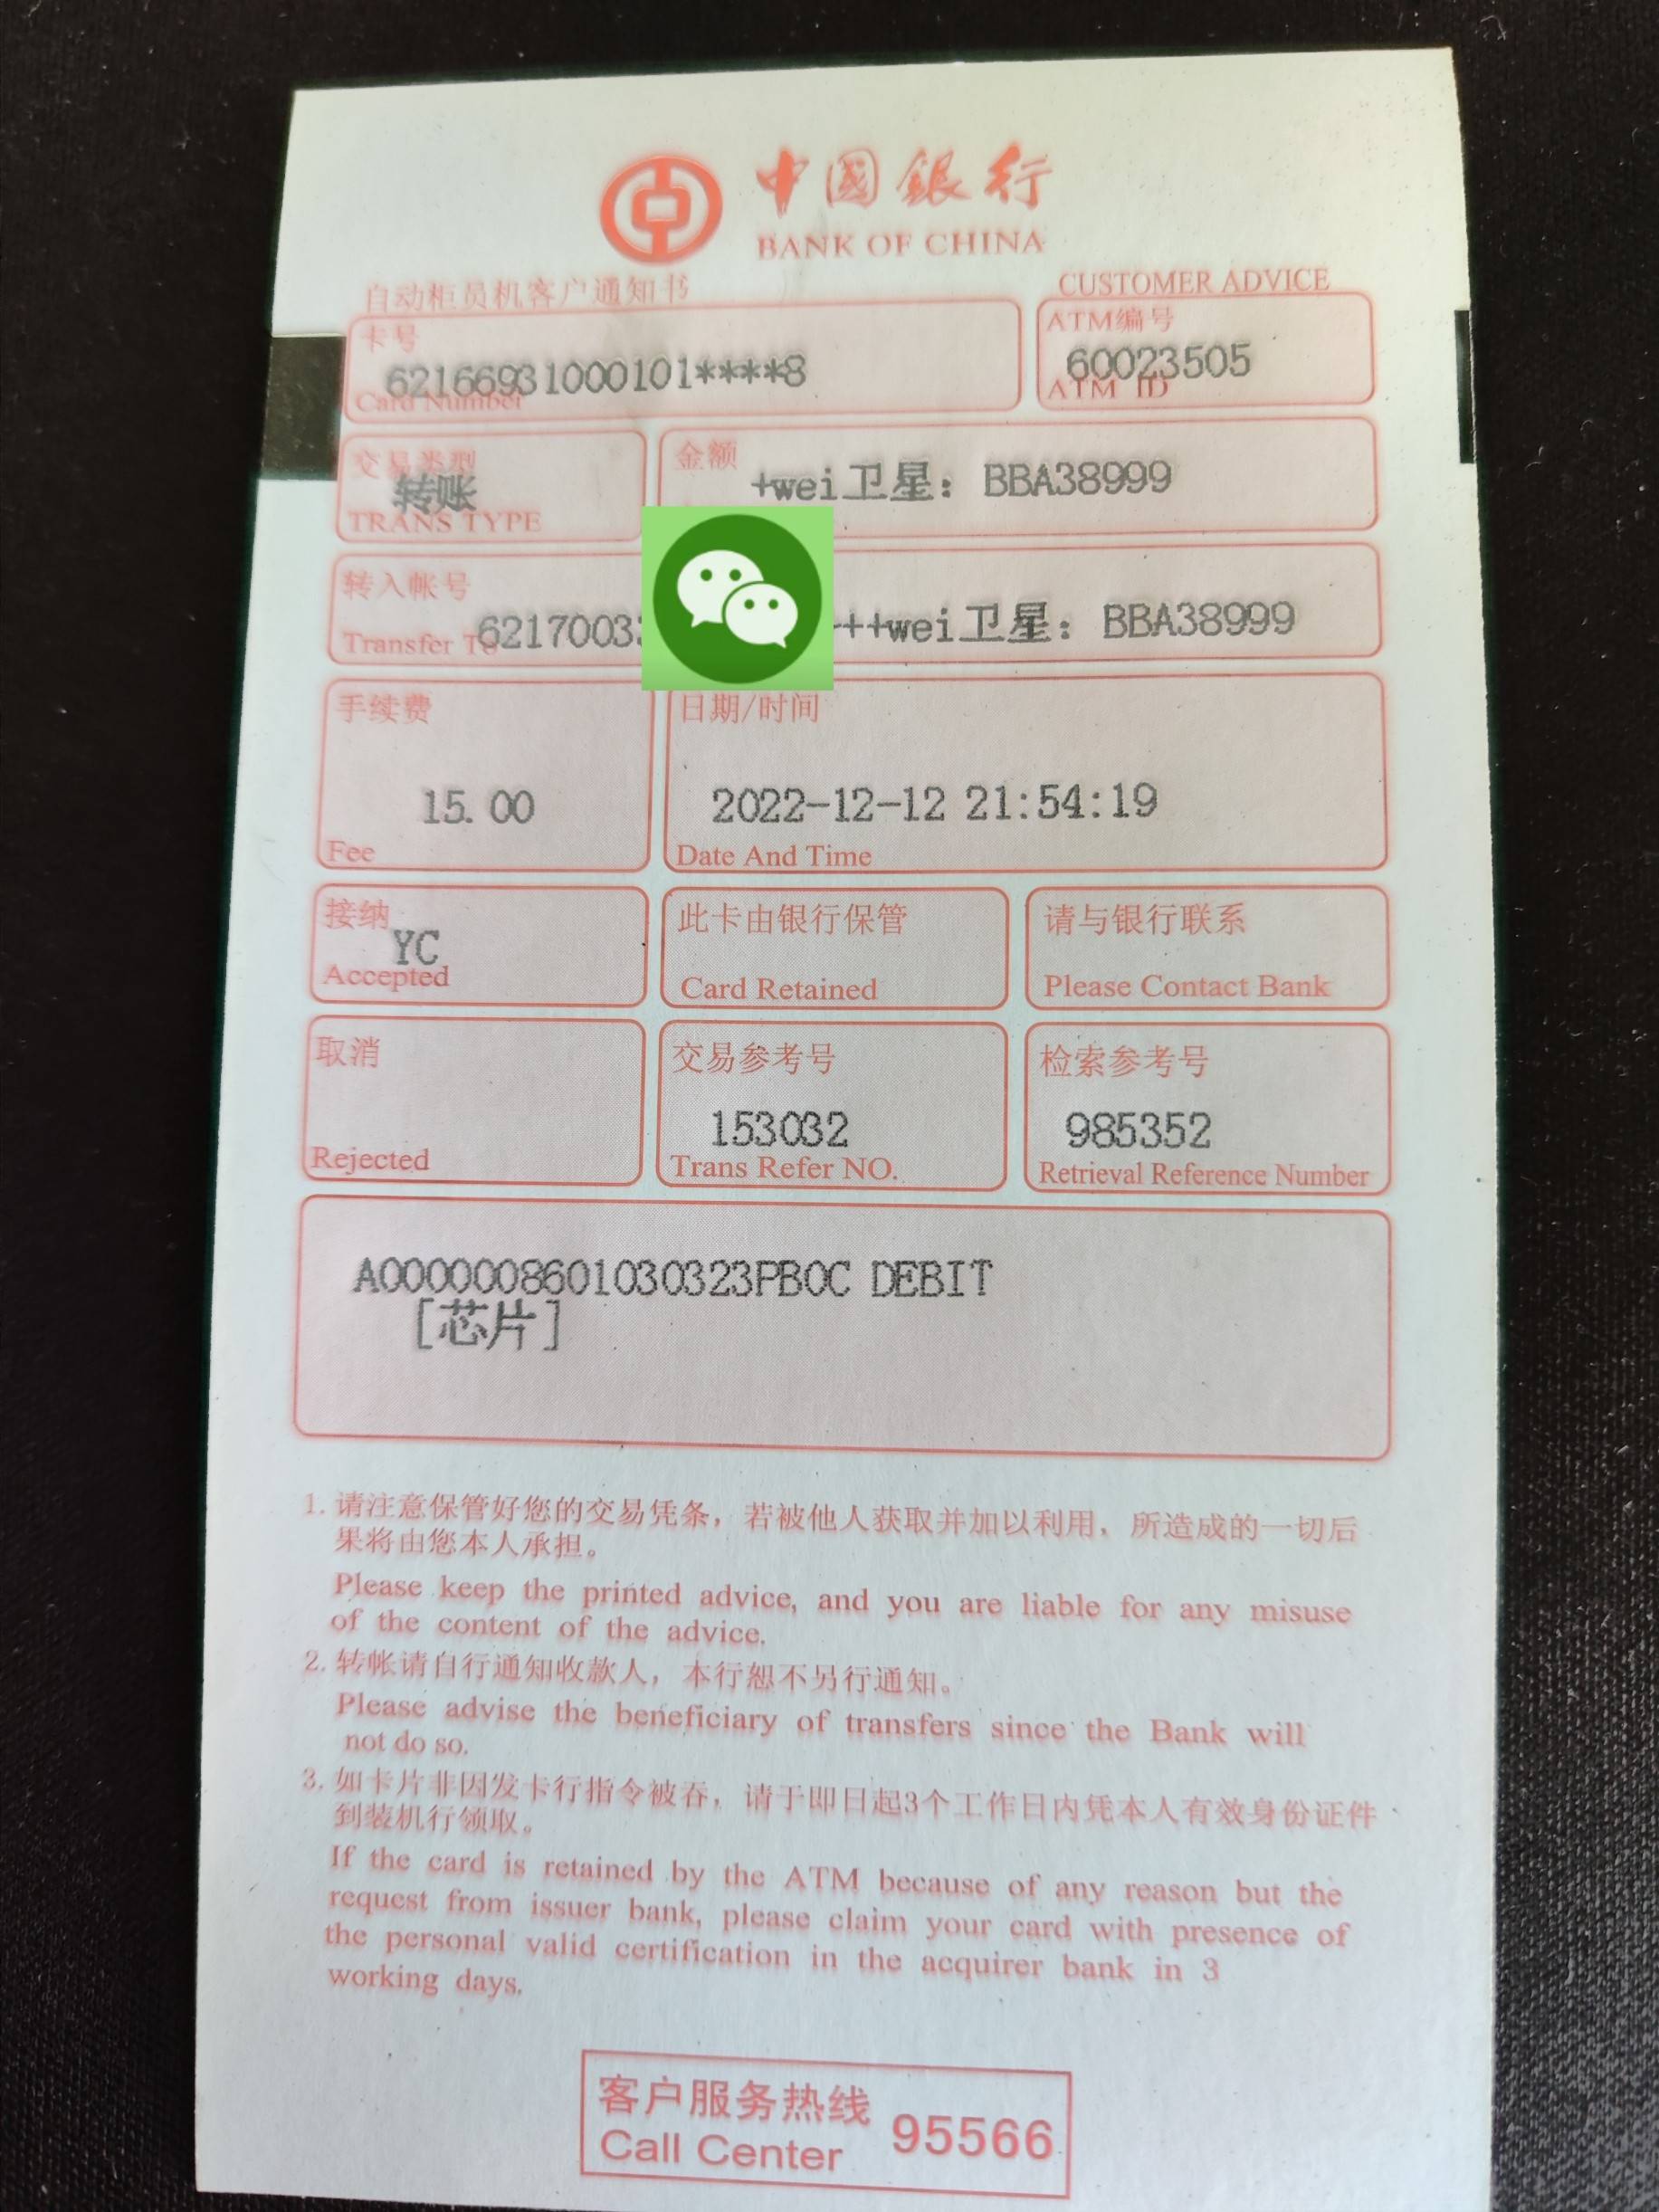 中國銀行
BANK OF CHINA
自动柜员机客户通知书
CUSTOMER ADVICE
卡号
62166931000101****8
Card Number
ATM编号
60023505
ATM ID
交易类型
转账
TRANS TYPE
金额
+wei卫星: BBA38999
转入帐号
Transfer To
6217003
++wei卫星: BBA38999
手续费
15.00
Fee
日期/时间
2022-12-12 21:54:19
Date And Time
接纳
YC
Accepted
此卡由银行保管
Card Retained
请与银行联系
Please Contact Bank
取消
Rejected
交易参考号
153032
Trans Refer NO.
检索参考号
985352
Retrieval Reference Number
A0000008601030323PBOC DEBIT
[芯片]
1. 请注意保管好您的交易凭条，若被他人获取并加以利用，所造成的一切后
果将由您本人承担。
Please keep the printed advice, and you are liable for any misuse
of the content of the advice.
2. 转帐请自行通知收款人，本行恕不另行通知。
Please advise the beneficiary of transfers since the Bank will
not do so.
3. 如卡片非因发卡行指令被吞，请于即日起3个工作日内凭本人有效身份证件
到装机行领取。
If the card is retained by the ATM because of any reason but the
request from issuer bank, please claim your card with presence of
the personal valid certification in the acquirer bank in 3
working days.
客户服务热线
Call Center
95566